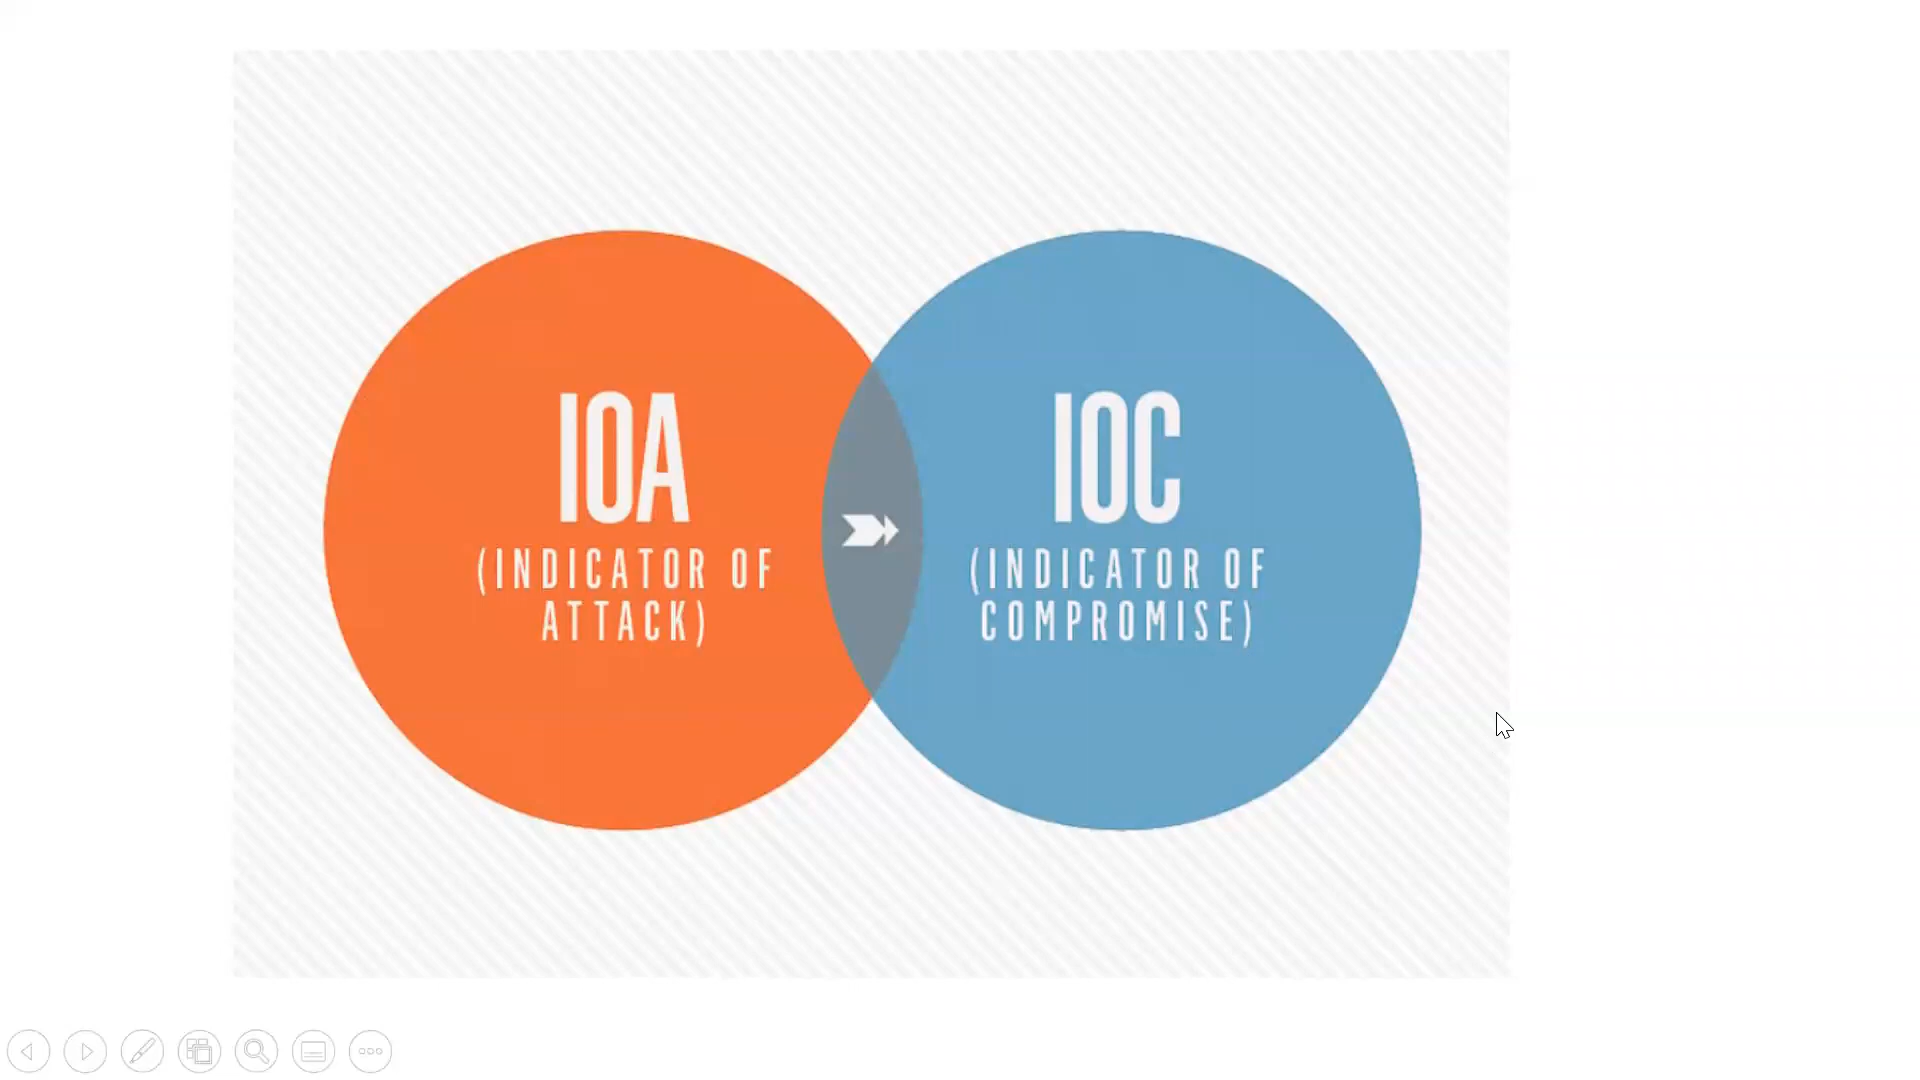 IOA
(INDICATOR OF
ATTACK)
IOC
(INDICATOR OF
COMPROMISE)